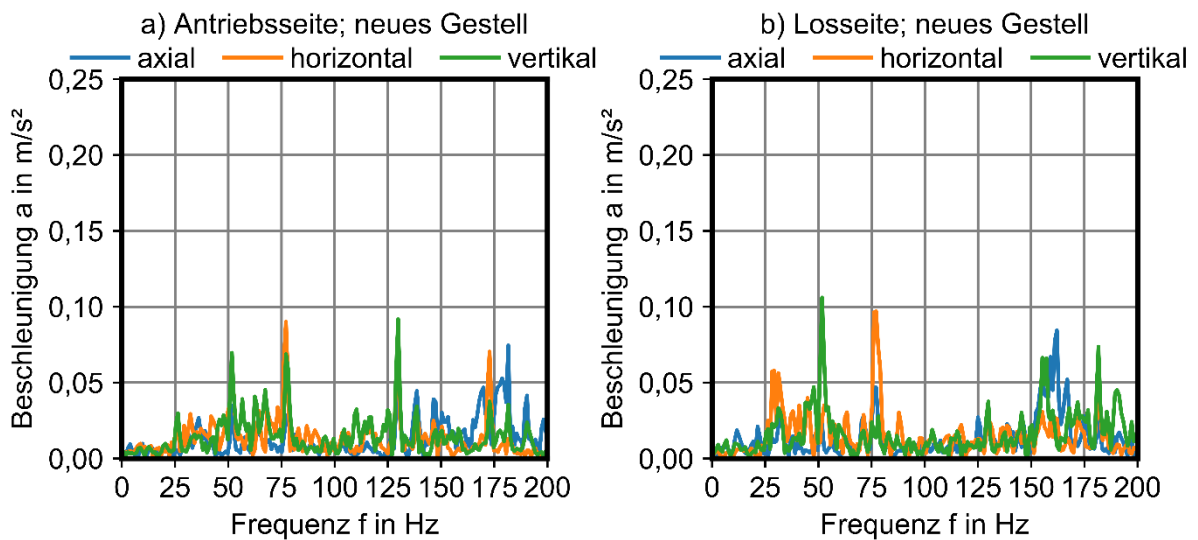 a) Antriebsseite; neues Gestell
axial horizontal vertikal
0,25
0,20
0,15
0,10
0,05
0,00
Beschleunigung a in m/s²
0 25 50 75 100 125 150 175 200
Frequenz f in Hz
b) Losseite; neues Gestell
axial horizontal vertikal
0,25
0,20
0,15
0,10
0,05
0,00
Beschleunigung a in m/s²
0 25 50 75 100 125 150 175 200
Frequenz f in Hz